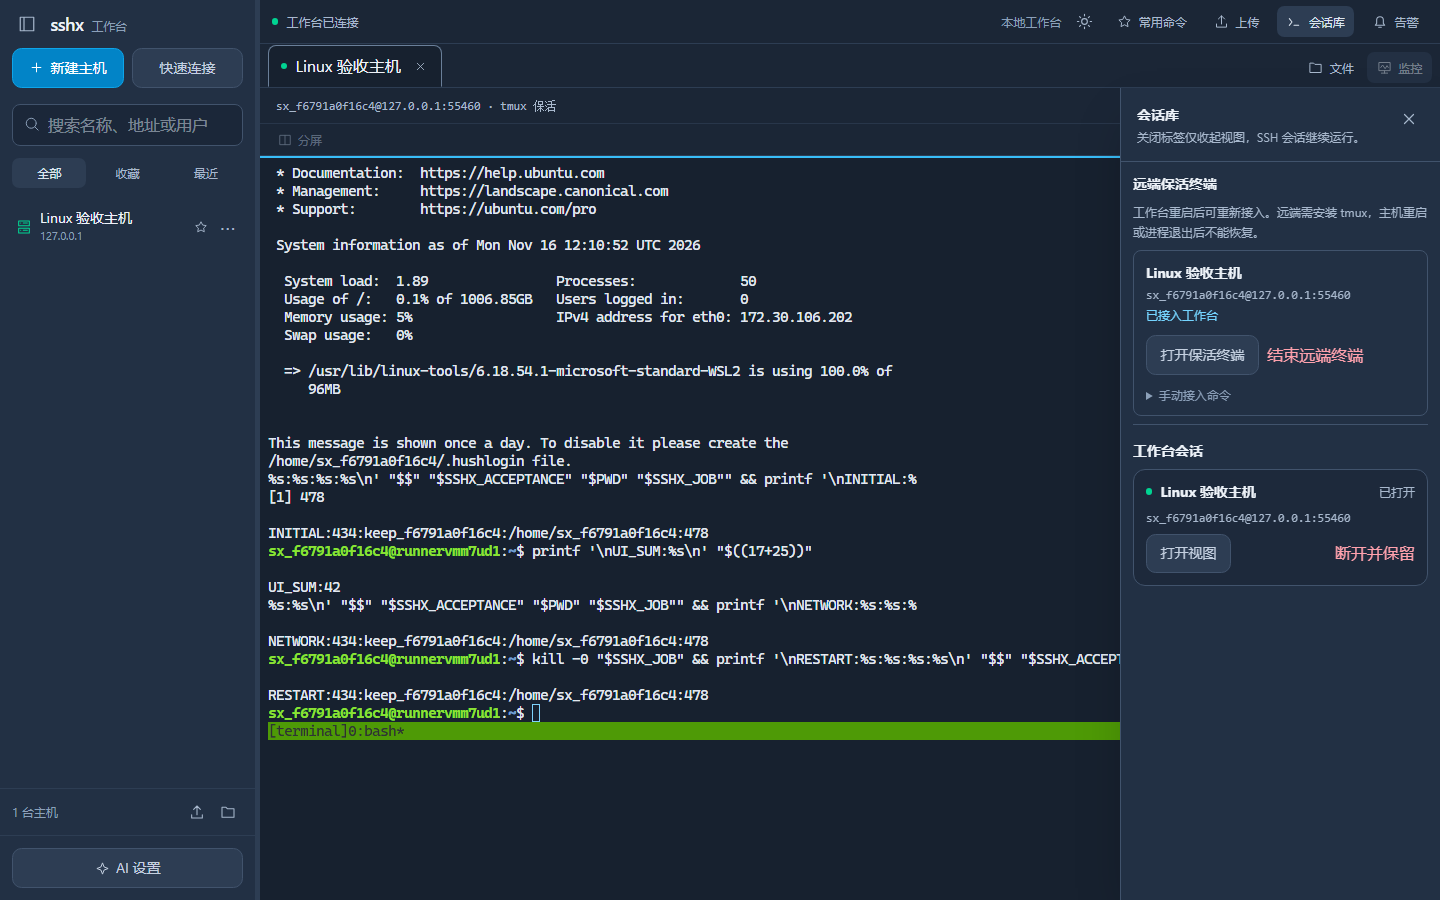 sshx 工作台
新建主机 快速连接
搜索名称、地址或用户
全部 收藏 最近
Linux 验收主机
127.0.0.1
1 台主机
AI 设置
工作台已连接
本地工作台 常用命令 上传 会话库 告警
Linux 验收主机 ×
文件 监控
sx_f6791a0f16c4@127.0.0.1:55460 · tmux 保活
分屏
* Documentation:  https://help.ubuntu.com
* Management:     https://landscape.canonical.com
* Support:        https://ubuntu.com/pro
System information as of Mon Nov 16 12:10:52 UTC 2026
System load:  1.89                Processes:             50
Usage of /:   0.1% of 1006.85GB   Users logged in:       0
Memory usage: 5%                  IPv4 address for eth0: 172.30.106.202
Swap usage:   0%
=> /usr/lib/linux-tools/6.18.54.1-microsoft-standard-WSL2 is using 100.0% of
96MB
This message is shown once a day. To disable it please create the
/home/sx_f6791a0f16c4/.hushlogin file.
%s:%s:%s:%s\n' "$$" "$SSHX_ACCEPTANCE" "$PWD" "$SSHX_JOB"" && printf '\nINITIAL:%
[1] 478
INITIAL:434:keep_f6791a0f16c4:/home/sx_f6791a0f16c4:478
sx_f6791a0f16c4@runnervmm7ud1:~$ printf '\nUI_SUM:%s\n' "$((17+25))"
UI_SUM:42
%s:%s\n' "$$" "$SSHX_ACCEPTANCE" "$PWD" "$SSHX_JOB"" && printf '\nNETWORK:%s:%s:%
NETWORK:434:keep_f6791a0f16c4:/home/sx_f6791a0f16c4:478
sx_f6791a0f16c4@runnervmm7ud1:~$ kill -0 "$SSHX_JOB" && printf '\nRESTART:%s:%s:%s:%s\n' "$$" "$SSHX_ACCEPT
RESTART:434:keep_f6791a0f16c4:/home/sx_f6791a0f16c4:478
sx_f6791a0f16c4@runnervmm7ud1:~$
[terminal]0:bash*
会话库
关闭标签仅收起视图，SSH 会话继续运行。
远端保活终端
工作台重启后可重新接入。远端需安装 tmux，主机重启
或进程退出后不能恢复。
Linux 验收主机
sx_f6791a0f16c4@127.0.0.1:55460
已接入工作台
打开保活终端 结束远端终端
手动接入命令
工作台会话
Linux 验收主机 已打开
sx_f6791a0f16c4@127.0.0.1:55460
打开视图 断开并保留